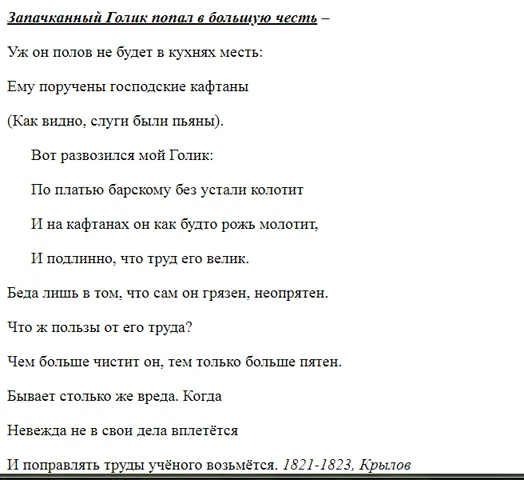 Запачканный Голик попал в большую честь –
Уж он полов не будет в кухнях месть:
Ему поручены господские кафтаны
(Как видно, слуги были пьяны).
Вот развозился мой Голик:
По платью барскому без устали колотит
И на кафтанах он как будто рожь молотит,
И подлинно, что труд его велик.
Беда лишь в том, что сам он грязен, неопрятен.
Что ж пользы от его труда?
Чем больше чистит он, тем только больше пятен.
Бывает столько же вреда. Когда
Невежда не в свои дела вплетётся
И поправлять труды учёного возьмётся. 1821-1823, Крылов